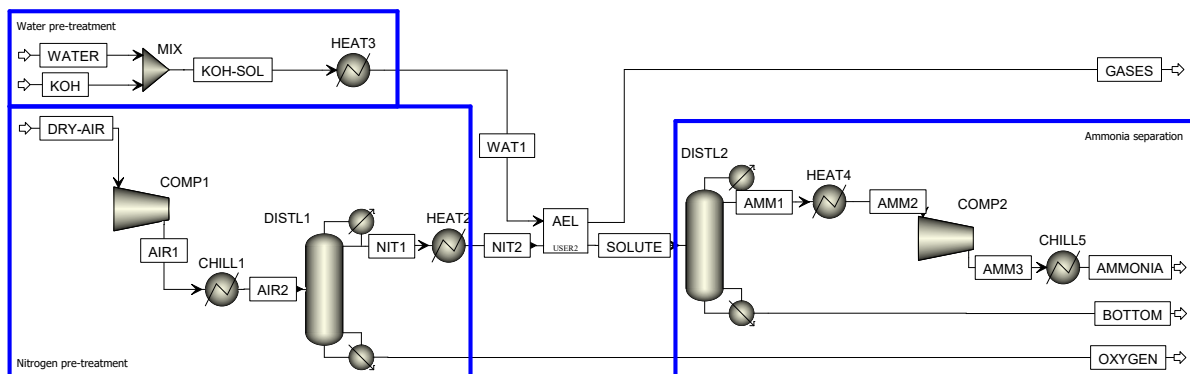 Water pre-treatment
WATER
KOH
MIX
KOH-SOL
HEAT3
GASES
DRY-AIR
COMP1
AIR1
CHILL1
AIR2
DISTL1
NIT1
HEAT2
NIT2
WAT1
AEL
USER2
SOLUTE
Nitrogen pre-treatment
Ammonia separation
DISTL2
AMM1
HEAT4
AMM2
COMP2
AMM3
CHILL5
AMMONIA
BOTTOM
OXYGEN